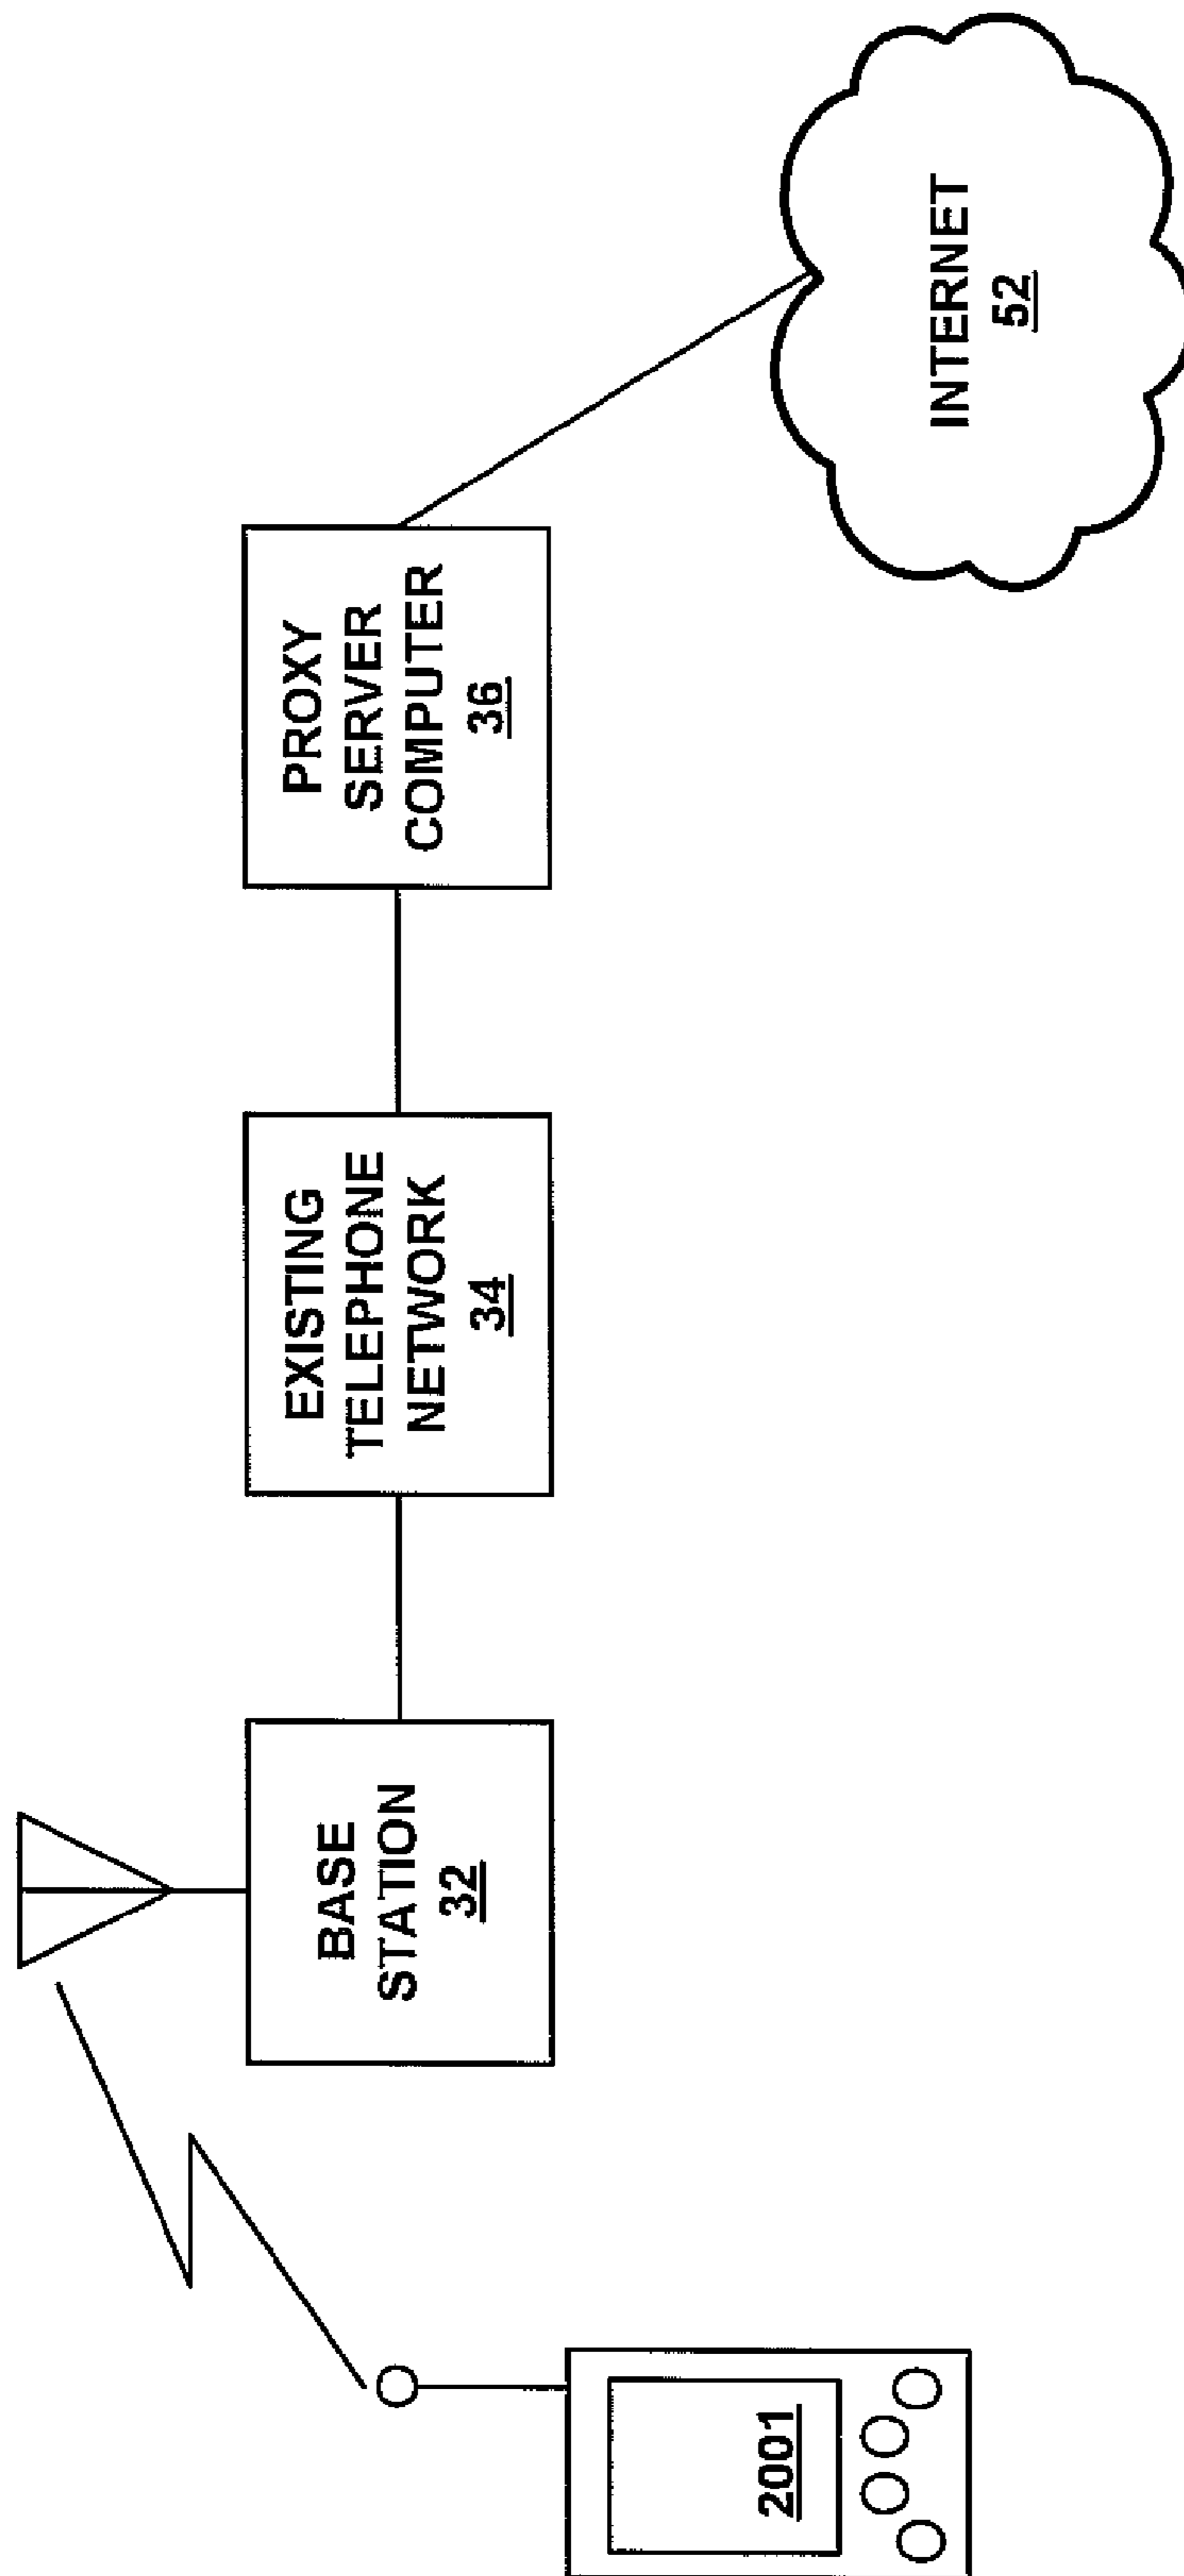 2001
BASE
STATION
32
EXISTING
TELEPHONE
NETWORK
34
PROXY
SERVER
COMPUTER
36
INTERNET
52